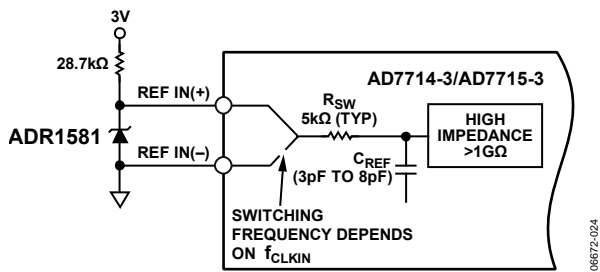 3V
28.7kΩ
REF IN(+)
ADR1581
REF IN(–)
AD7714-3/AD7715-3
RSW
5kΩ (TYP)
HIGH
IMPEDANCE
>1GΩ
CREF
(3pF TO 8pF)
SWITCHING
FREQUENCY DEPENDS
ON fCLKIN
06672-024